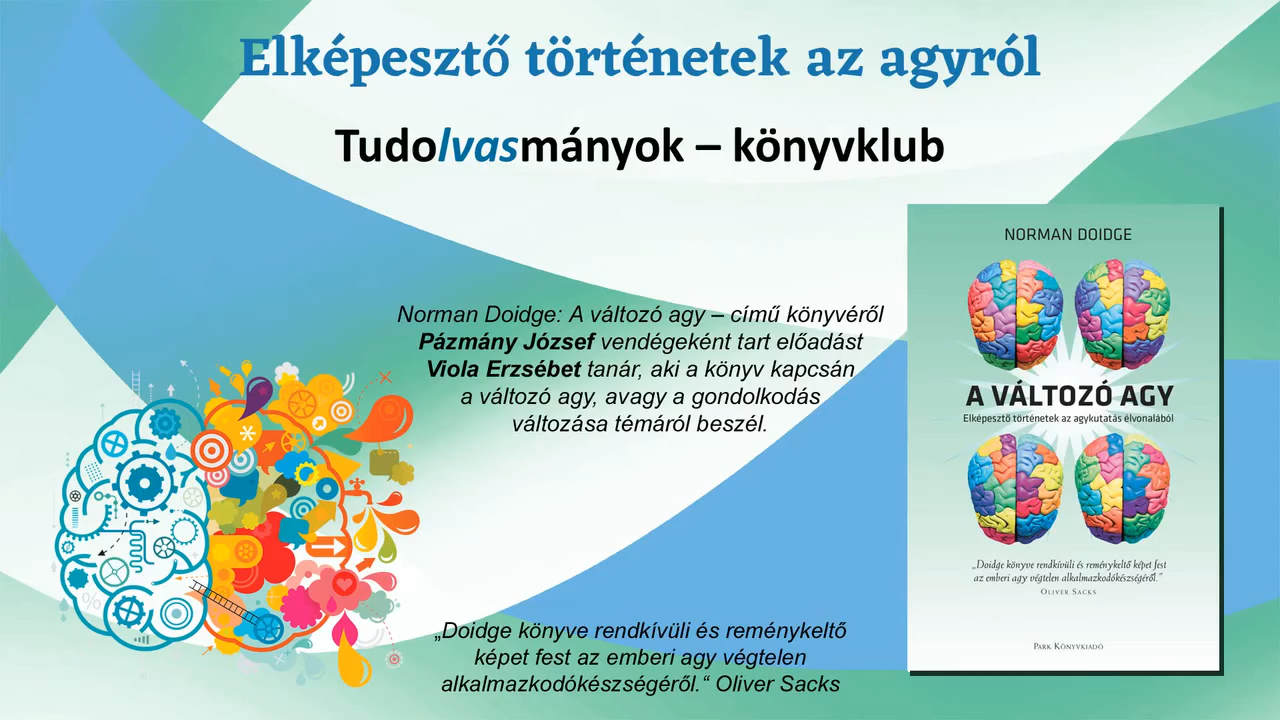 Elképesztő történetek az agyról
Tudolvasmányok – könyvklub
Norman Doidge: A változó agy – című könyvéről
Pázmány József vendégeként tart előadást
Viola Erzsébet tanár, aki a könyv kapcsán
a változó agy, avagy a gondolkodás
változása témáról beszél.
„Doidge könyve rendkívüli és reménykeltő
képet fest az emberi agy végtelen
alkalmazkodókészségéről.“ Oliver Sacks
NORMAN DOIDGE
A VÁLTOZÓ AGY
Elképesztő történetek az agykutatás élvonalából
„Doidge könyve rendkívüli és reménykeltő képet fest
az emberi agy végtelen alkalmazkodókészségéről.”
OLIVER SACKS
PARK KÖNYVKIADÓ
%